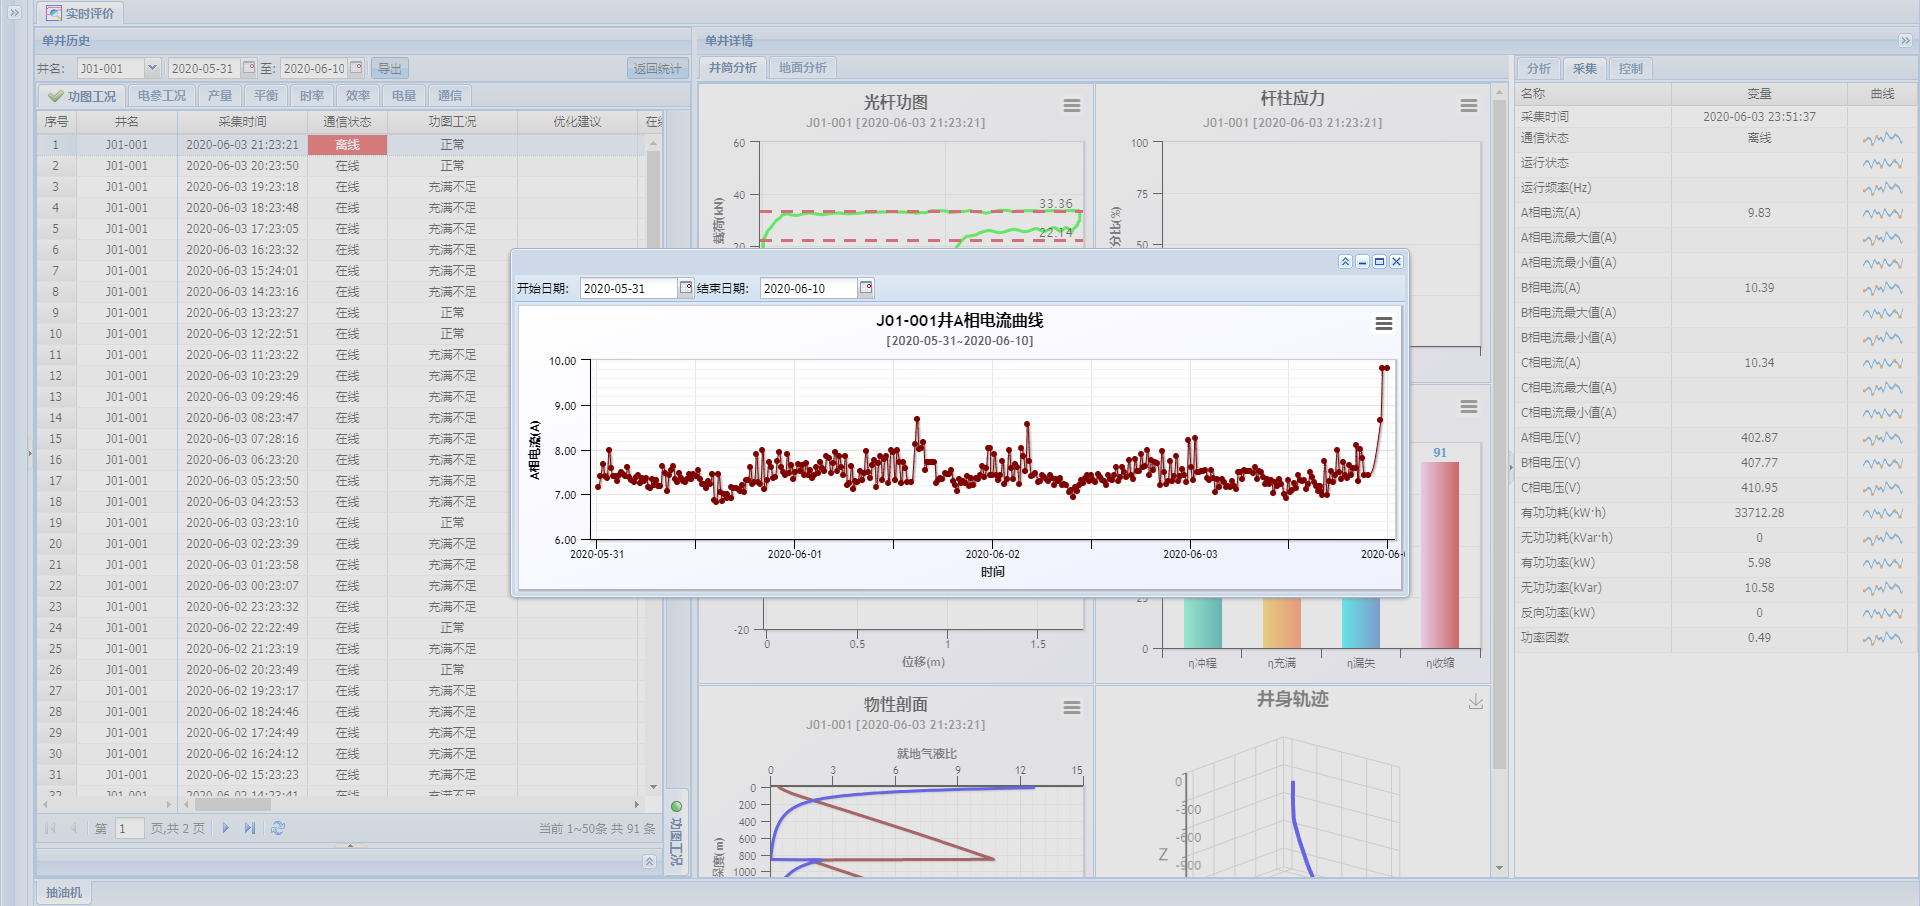 实时评价
单井历史
井名: J01-001 2020-05-31 至: 2020-06-10 导出 返回统计
功图工况 电参工况 产量 平衡 时率 效率 电量 通信
序号 井名 采集时间 通信状态 功图工况 优化建议
1 J01-001 2020-06-03 21:23:21 离线 正常
2 J01-001 2020-06-03 20:23:50 在线 正常
3 J01-001 2020-06-03 19:23:18 在线 充满不足
4 J01-001 2020-06-03 18:23:48 在线 充满不足
5 J01-001 2020-06-03 17:23:05 在线 充满不足
6 J01-001 2020-06-03 16:23:32 在线 充满不足
7 J01-001 2020-06-03 15:24:01 在线 充满不足
8 J01-001 2020-06-03 14:23:16 在线 充满不足
9 J01-001 2020-06-03 13:23:27 在线 正常
10 J01-001 2020-06-03 12:22:51 在线 正常
11 J01-001 2020-06-03 11:23:22 在线 充满不足
12 J01-001 2020-06-03 10:23:29 在线 充满不足
13 J01-001 2020-06-03 09:29:46 在线 充满不足
14 J01-001 2020-06-03 08:23:47 在线 充满不足
15 J01-001 2020-06-03 07:28:16 在线 充满不足
16 J01-001 2020-06-03 06:23:20 在线 充满不足
17 J01-001 2020-06-03 05:23:50 在线 充满不足
18 J01-001 2020-06-03 04:23:53 在线 充满不足
19 J01-001 2020-06-03 03:23:10 在线 正常
20 J01-001 2020-06-03 02:23:39 在线 充满不足
21 J01-001 2020-06-03 01:23:58 在线 充满不足
22 J01-001 2020-06-03 00:23:07 在线 充满不足
23 J01-001 2020-06-02 23:23:32 在线 充满不足
24 J01-001 2020-06-02 22:22:49 在线 正常
25 J01-001 2020-06-02 21:23:19 在线 充满不足
26 J01-001 2020-06-02 20:23:49 在线 正常
27 J01-001 2020-06-02 19:23:17 在线 充满不足
28 J01-001 2020-06-02 18:24:46 在线 充满不足
29 J01-001 2020-06-02 17:24:49 在线 充满不足
30 J01-001 2020-06-02 16:24:12 在线 充满不足
31 J01-001 2020-06-02 15:23:23 在线 充满不足
第 1 页,共 2 页 当前 1~50条 共 91 条
功图工况
抽油机
单井详情
井筒分析 地面分析
光杆功图
J01-001 [2020-06-03 21:23:21]
60
40
20
载荷(kN)
33.36
22.14
杆柱应力
J01-001 [2020-06-03 21:23:21]
100
75
50
开始日期: 2020-05-31 结束日期: 2020-06-10
J01-001井A相电流曲线
[2020-05-31~2020-06-10]
10.00
9.00
8.00
7.00
6.00
A相电流(A)
2020-05-31 2020-06-01 2020-06-02 2020-06-03
时间
-20
0 0.5 1 1.5
位移(m)
91
25
0
η冲程 η充满 η漏失 η收缩
物性剖面
J01-001 [2020-06-03 21:23:21]
就地气液比
0 3 6 9 12 15
0
200
400
600
800
1000
深度(m)
井身轨迹
0
-300
-600
-900
Z
分析 采集 控制
名称 变量 曲线
采集时间 2020-06-03 23:51:37
通信状态 离线
运行状态
运行频率(Hz)
A相电流(A) 9.83
A相电流最大值(A)
A相电流最小值(A)
B相电流(A) 10.39
B相电流最大值(A)
B相电流最小值(A)
C相电流(A) 10.34
C相电流最大值(A)
C相电流最小值(A)
A相电压(V) 402.87
B相电压(V) 407.77
C相电压(V) 410.95
有功功耗(kW·h) 33712.28
无功功耗(kVar·h) 0
有功功率(kW) 5.98
无功功率(kVar) 10.58
反向功率(kW) 0
功率因数 0.49